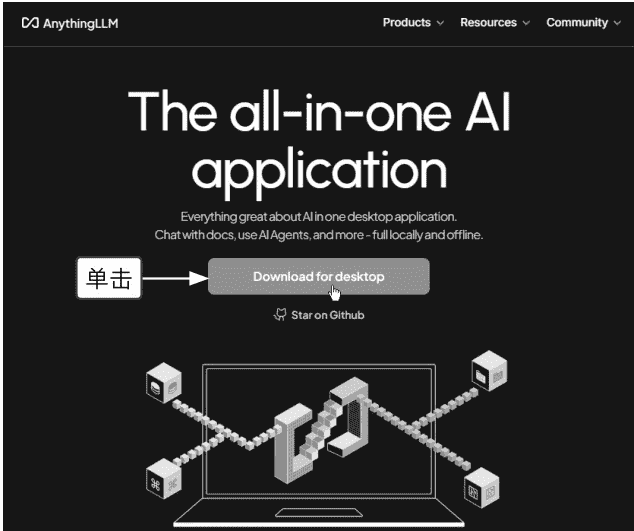 AnythingLLM
Products
Resources
Community
The all-in-one AI
application
Everything great about AI in one desktop application.
Chat with docs, use AI Agents, and more - full locally and offline.
单击
Download for desktop
Star on Github